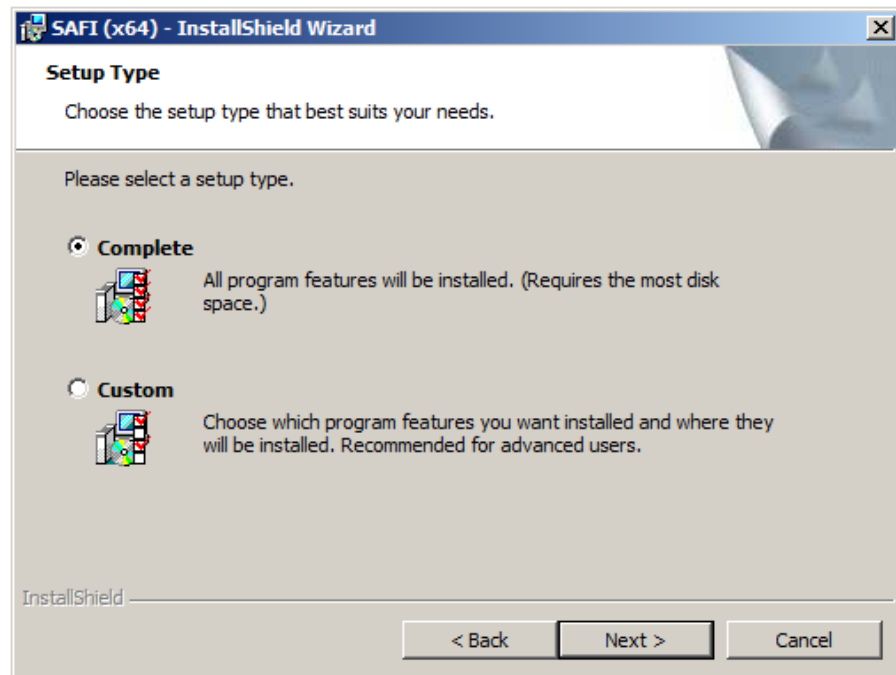 SAFI (x64) - InstallShield Wizard
Setup Type
Choose the setup type that best suits your needs.
Please select a setup type.
Complete
All program features will be installed. (Requires the most disk
space.)
Custom
Choose which program features you want installed and where they
will be installed. Recommended for advanced users.
InstallShield
< Back
Next >
Cancel